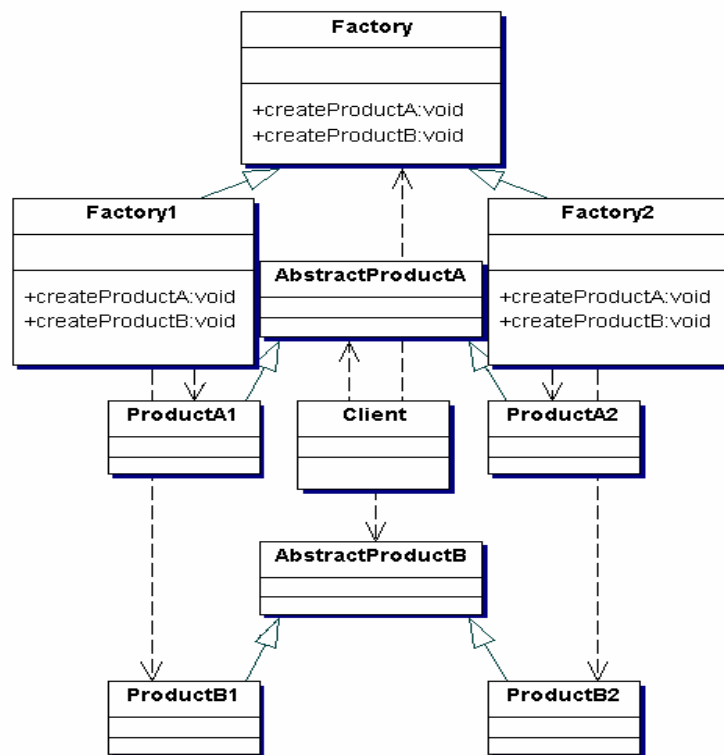 Factory
+createProductA:void
+createProductB:void
Factory1
+createProductA:void
+createProductB:void
Factory2
+createProductA:void
+createProductB:void
AbstractProductA
ProductA1
Client
ProductA2
AbstractProductB
ProductB1
ProductB2